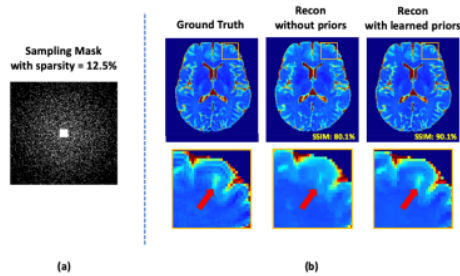 Sampling Mask
with sparsity = 12.5%
(a)
Ground Truth
Recon
without priors
Recon
with learned priors
SSIM: 80.1%
SSIM: 90.1%
(b)